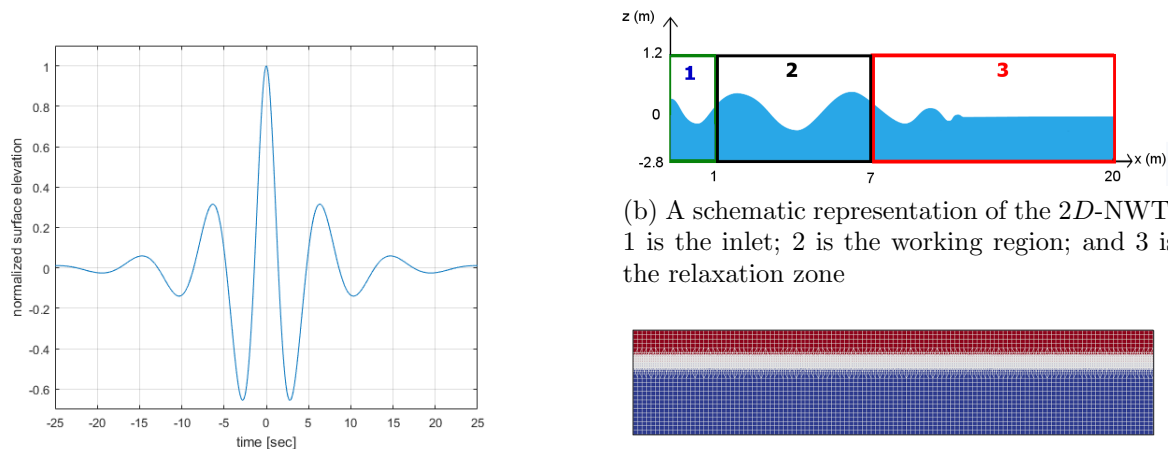 1
0.8
0.6
0.4
0.2
0
-0.2
-0.4
-0.6
-25 -20 -15 -10 -5 0 5 10 15 20 25
time [sec]
normalized surface elevation
z (m)
1.2
0
-2.8
1 2 3
1 7 20
x (m)
(b) A schematic representation of the 2D-NWT
1 is the inlet; 2 is the working region; and 3 is
the relaxation zone